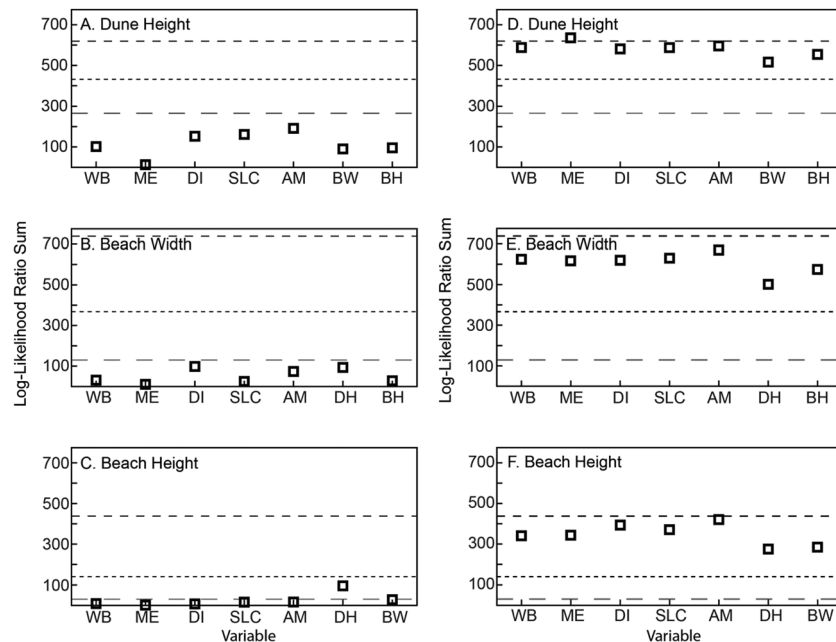 A. Dune Height
700
500
300
100
WB ME DI SLC AM BW BH
D. Dune Height
700
500
300
100
WB ME DI SLC AM BW BH
Log-Likelihood Ratio Sum
B. Beach Width
700
500
300
100
WB ME DI SLC AM DH BH
Log-Likelihood Ratio Sum
E. Beach Width
700
500
300
100
WB ME DI SLC AM DH BH
C. Beach Height
700
500
300
100
WB ME DI SLC AM DH BW
Variable
F. Beach Height
700
500
300
100
WB ME DI SLC AM DH BW
Variable